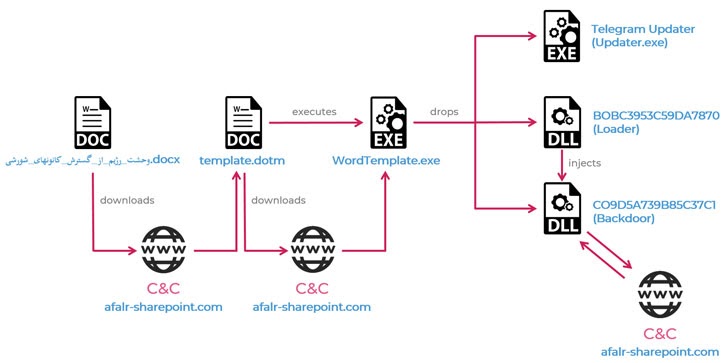 Telegram Updater
(Updater.exe)
EXE
W
DOC
وحشت_رژیم_از_گسترش_کانونهای_شورشی.docx
W
DOC
template.dotm
executes
EXE
WordTemplate.exe
drops
DLL
BOBC3953C59DA7870
(Loader)
injects
DLL
CO9D5A739B85C37C1
(Backdoor)
downloads
WWW
C&C
afalr-sharepoint.com
downloads
WWW
C&C
afalr-sharepoint.com
WWW
C&C
afalr-sharepoint.com